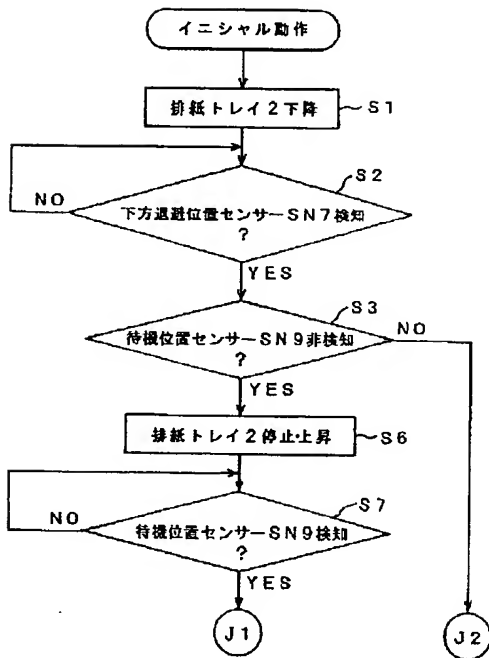 イニシャル動作
排紙トレイ2下降
S1
S2
下方退避位置センサーSN7検知
?
NO
YES
S3
待機位置センサーSN9非検知
?
NO
YES
排紙トレイ2停止・上昇
S6
S7
待機位置センサーSN9検知
?
NO
YES
J1
J2